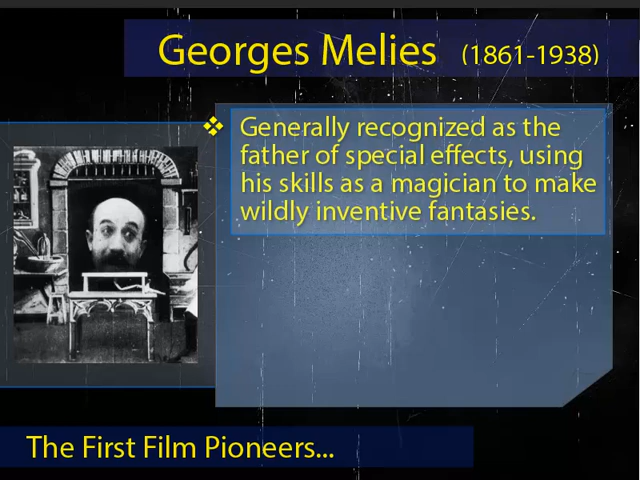 Georges Melies (1861-1938)
Generally recognized as the
father of special effects, using
his skills as a magician to make
wildly inventive fantasies.
The First Film Pioneers...